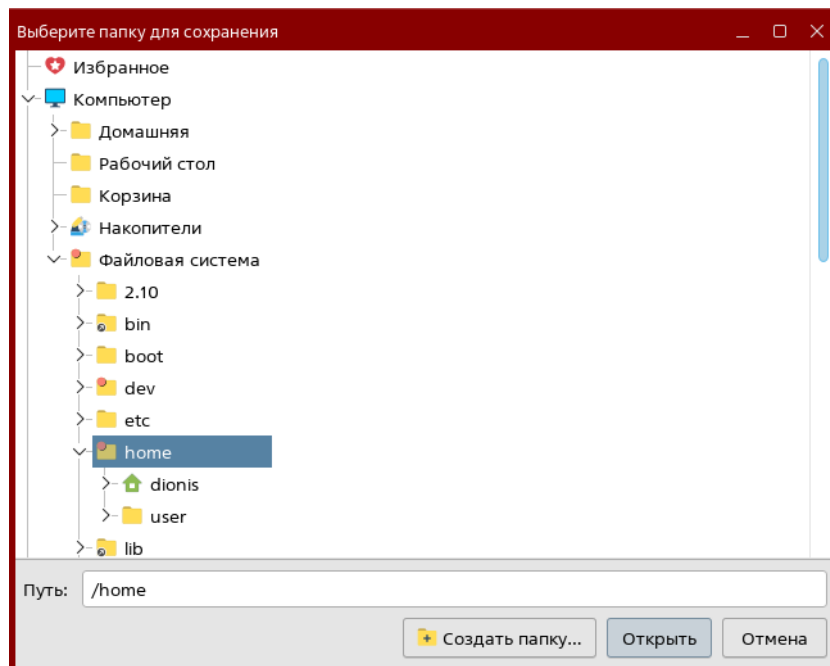 Выберите папку для сохранения
Избранное
Компьютер
Домашняя
Рабочий стол
Корзина
Накопители
Файловая система
2.10
bin
boot
dev
etc
home
dionis
user
lib
Путь: /home
Создать папку... Открыть Отмена